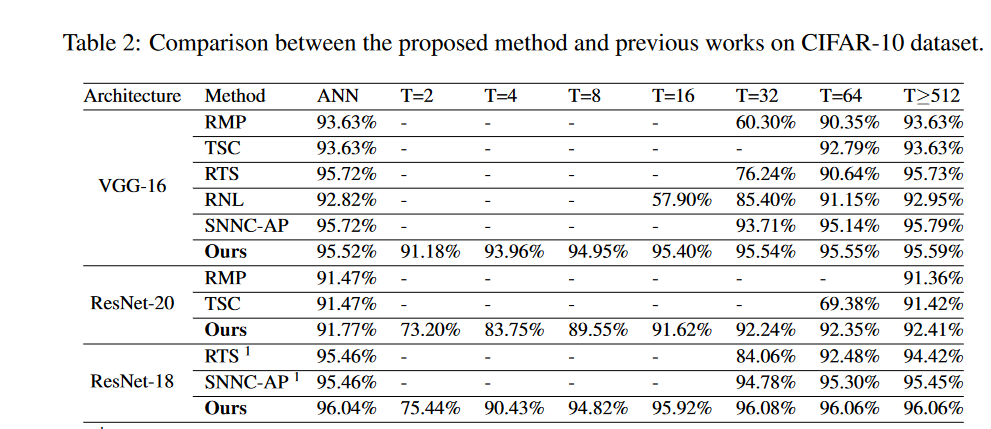 Table 2: Comparison between the proposed method and previous works on CIFAR-10 dataset.
Architecture Method ANN T=2 T=4 T=8 T=16 T=32 T=64 T≥512
RMP 93.63% - - - - 60.30% 90.35% 93.63%
TSC 93.63% - - - - - 92.79% 93.63%
RTS 95.72% - - - - 76.24% 90.64% 95.73%
VGG-16
RNL 92.82% - - - 57.90% 85.40% 91.15% 92.95%
SNNC-AP 95.72% - - - - 93.71% 95.14% 95.79%
Ours 95.52% 91.18% 93.96% 94.95% 95.40% 95.54% 95.55% 95.59%
RMP 91.47% - - - - - - 91.36%
ResNet-20 TSC 91.47% - - - - - 69.38% 91.42%
Ours 91.77% 73.20% 83.75% 89.55% 91.62% 92.24% 92.35% 92.41%
RTS 1 95.46% - - - - 84.06% 92.48% 94.42%
ResNet-18 SNNC-AP 1 95.46% - - - - 94.78% 95.30% 95.45%
Ours 96.04% 75.44% 90.43% 94.82% 95.92% 96.08% 96.06% 96.06%